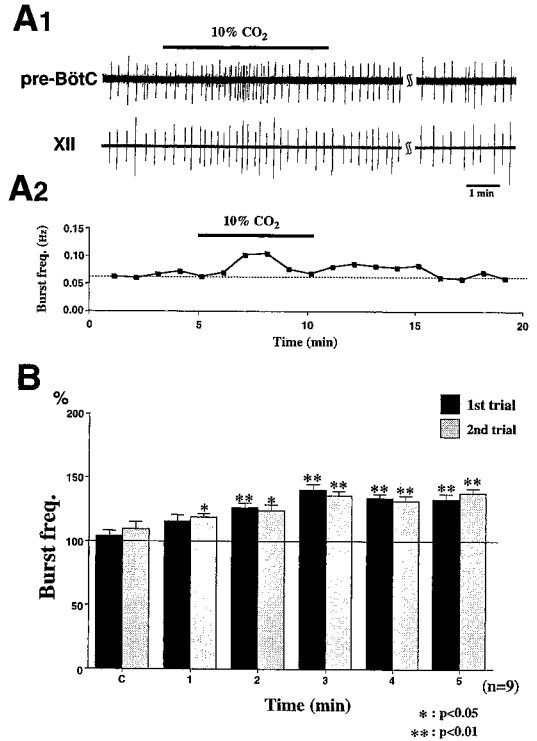 A1
10% CO2
pre-BötC
XII
1 min
A2
10% CO2
Burst freq. (Hz)
0.15
0.10
0.05
0.00
0 5 10 15 20
Time (min)
B
%
1st trial
2nd trial
Burst freq.
200
150
100
50
0
* ** * ** ** ** ** ** **
C 1 2 3 4 5
(n=9)
Time (min)
* : p<0.05
** : p<0.01